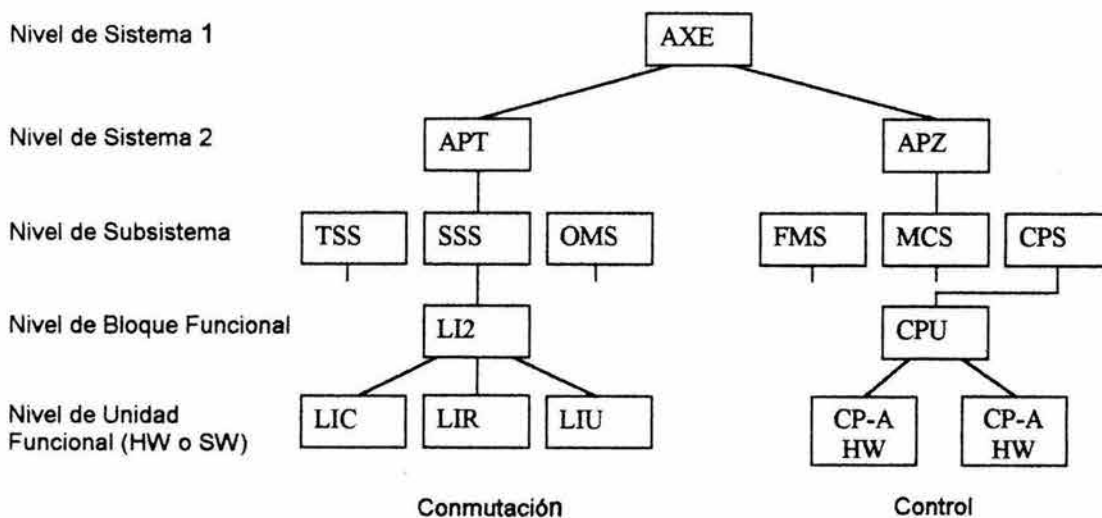 Nivel de Sistema 1
AXE
Nivel de Sistema 2
APT
APZ
Nivel de Subsistema
TSS
SSS
OMS
FMS
MCS
CPS
Nivel de Bloque Funcional
LI2
CPU
Nivel de Unidad
Funcional (HW o SW)
LIC
LIR
LIU
CP-A
HW
CP-A
HW
Conmutación
Control